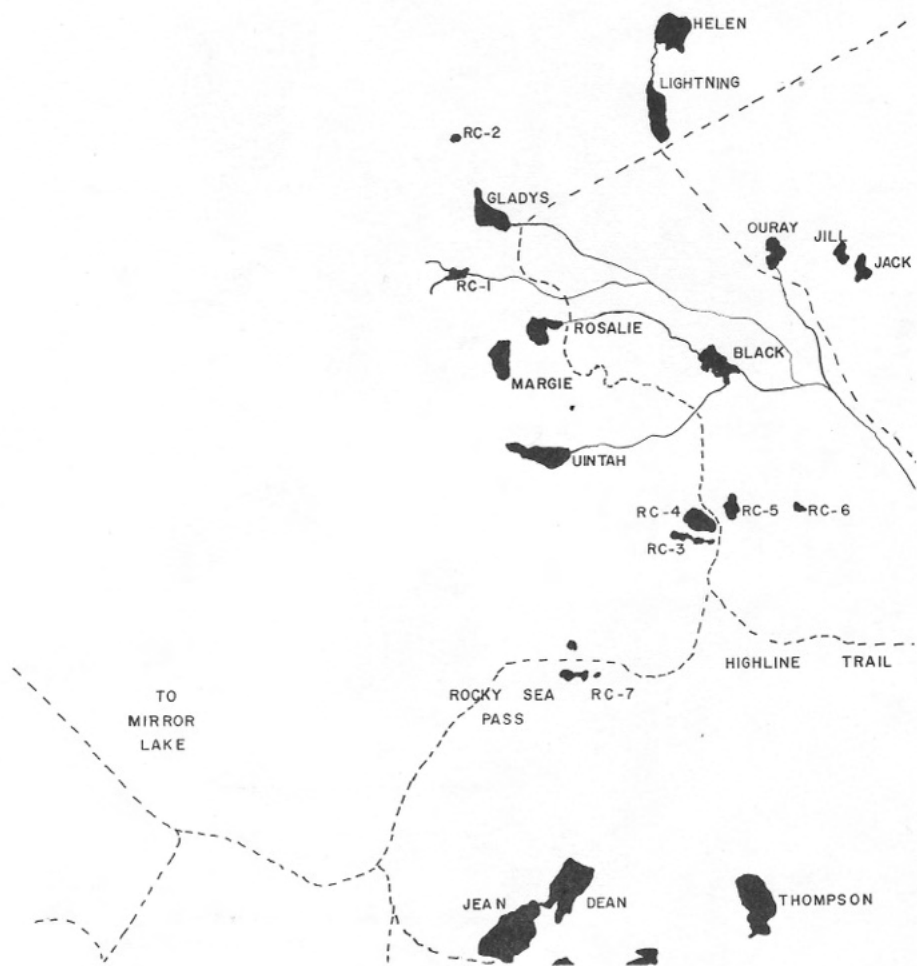 HELEN
LIGHTNING
RC-2
GLADYS
OURAY
JILL
JACK
RC-1
ROSALIE
BLACK
MARGIE
UINTAH
RC-4
RC-5
RC-6
RC-3
HIGHLINE TRAIL
ROCKY SEA
PASS
RC-7
TO
MIRROR
LAKE
JEAN
DEAN
THOMPSON